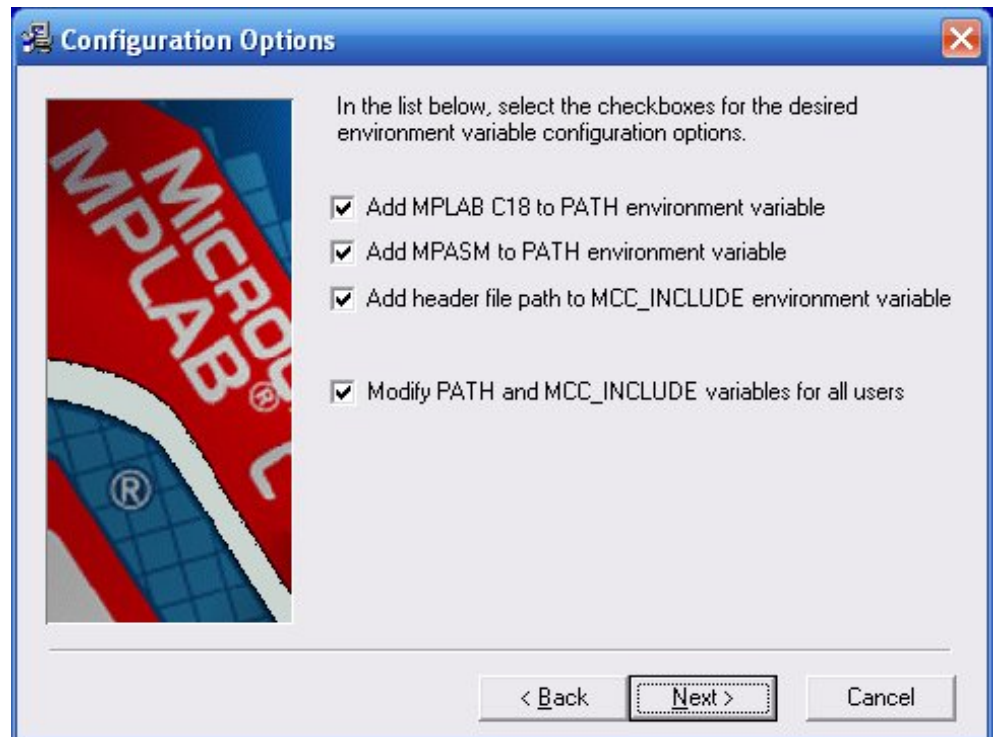 Configuration Options
In the list below, select the checkboxes for the desired
environment variable configuration options.
Add MPLAB C18 to PATH environment variable
Add MPASM to PATH environment variable
Add header file path to MCC_INCLUDE environment variable
Modify PATH and MCC_INCLUDE variables for all users
MICROC
MPLAB® C
®
< Back
Next >
Cancel